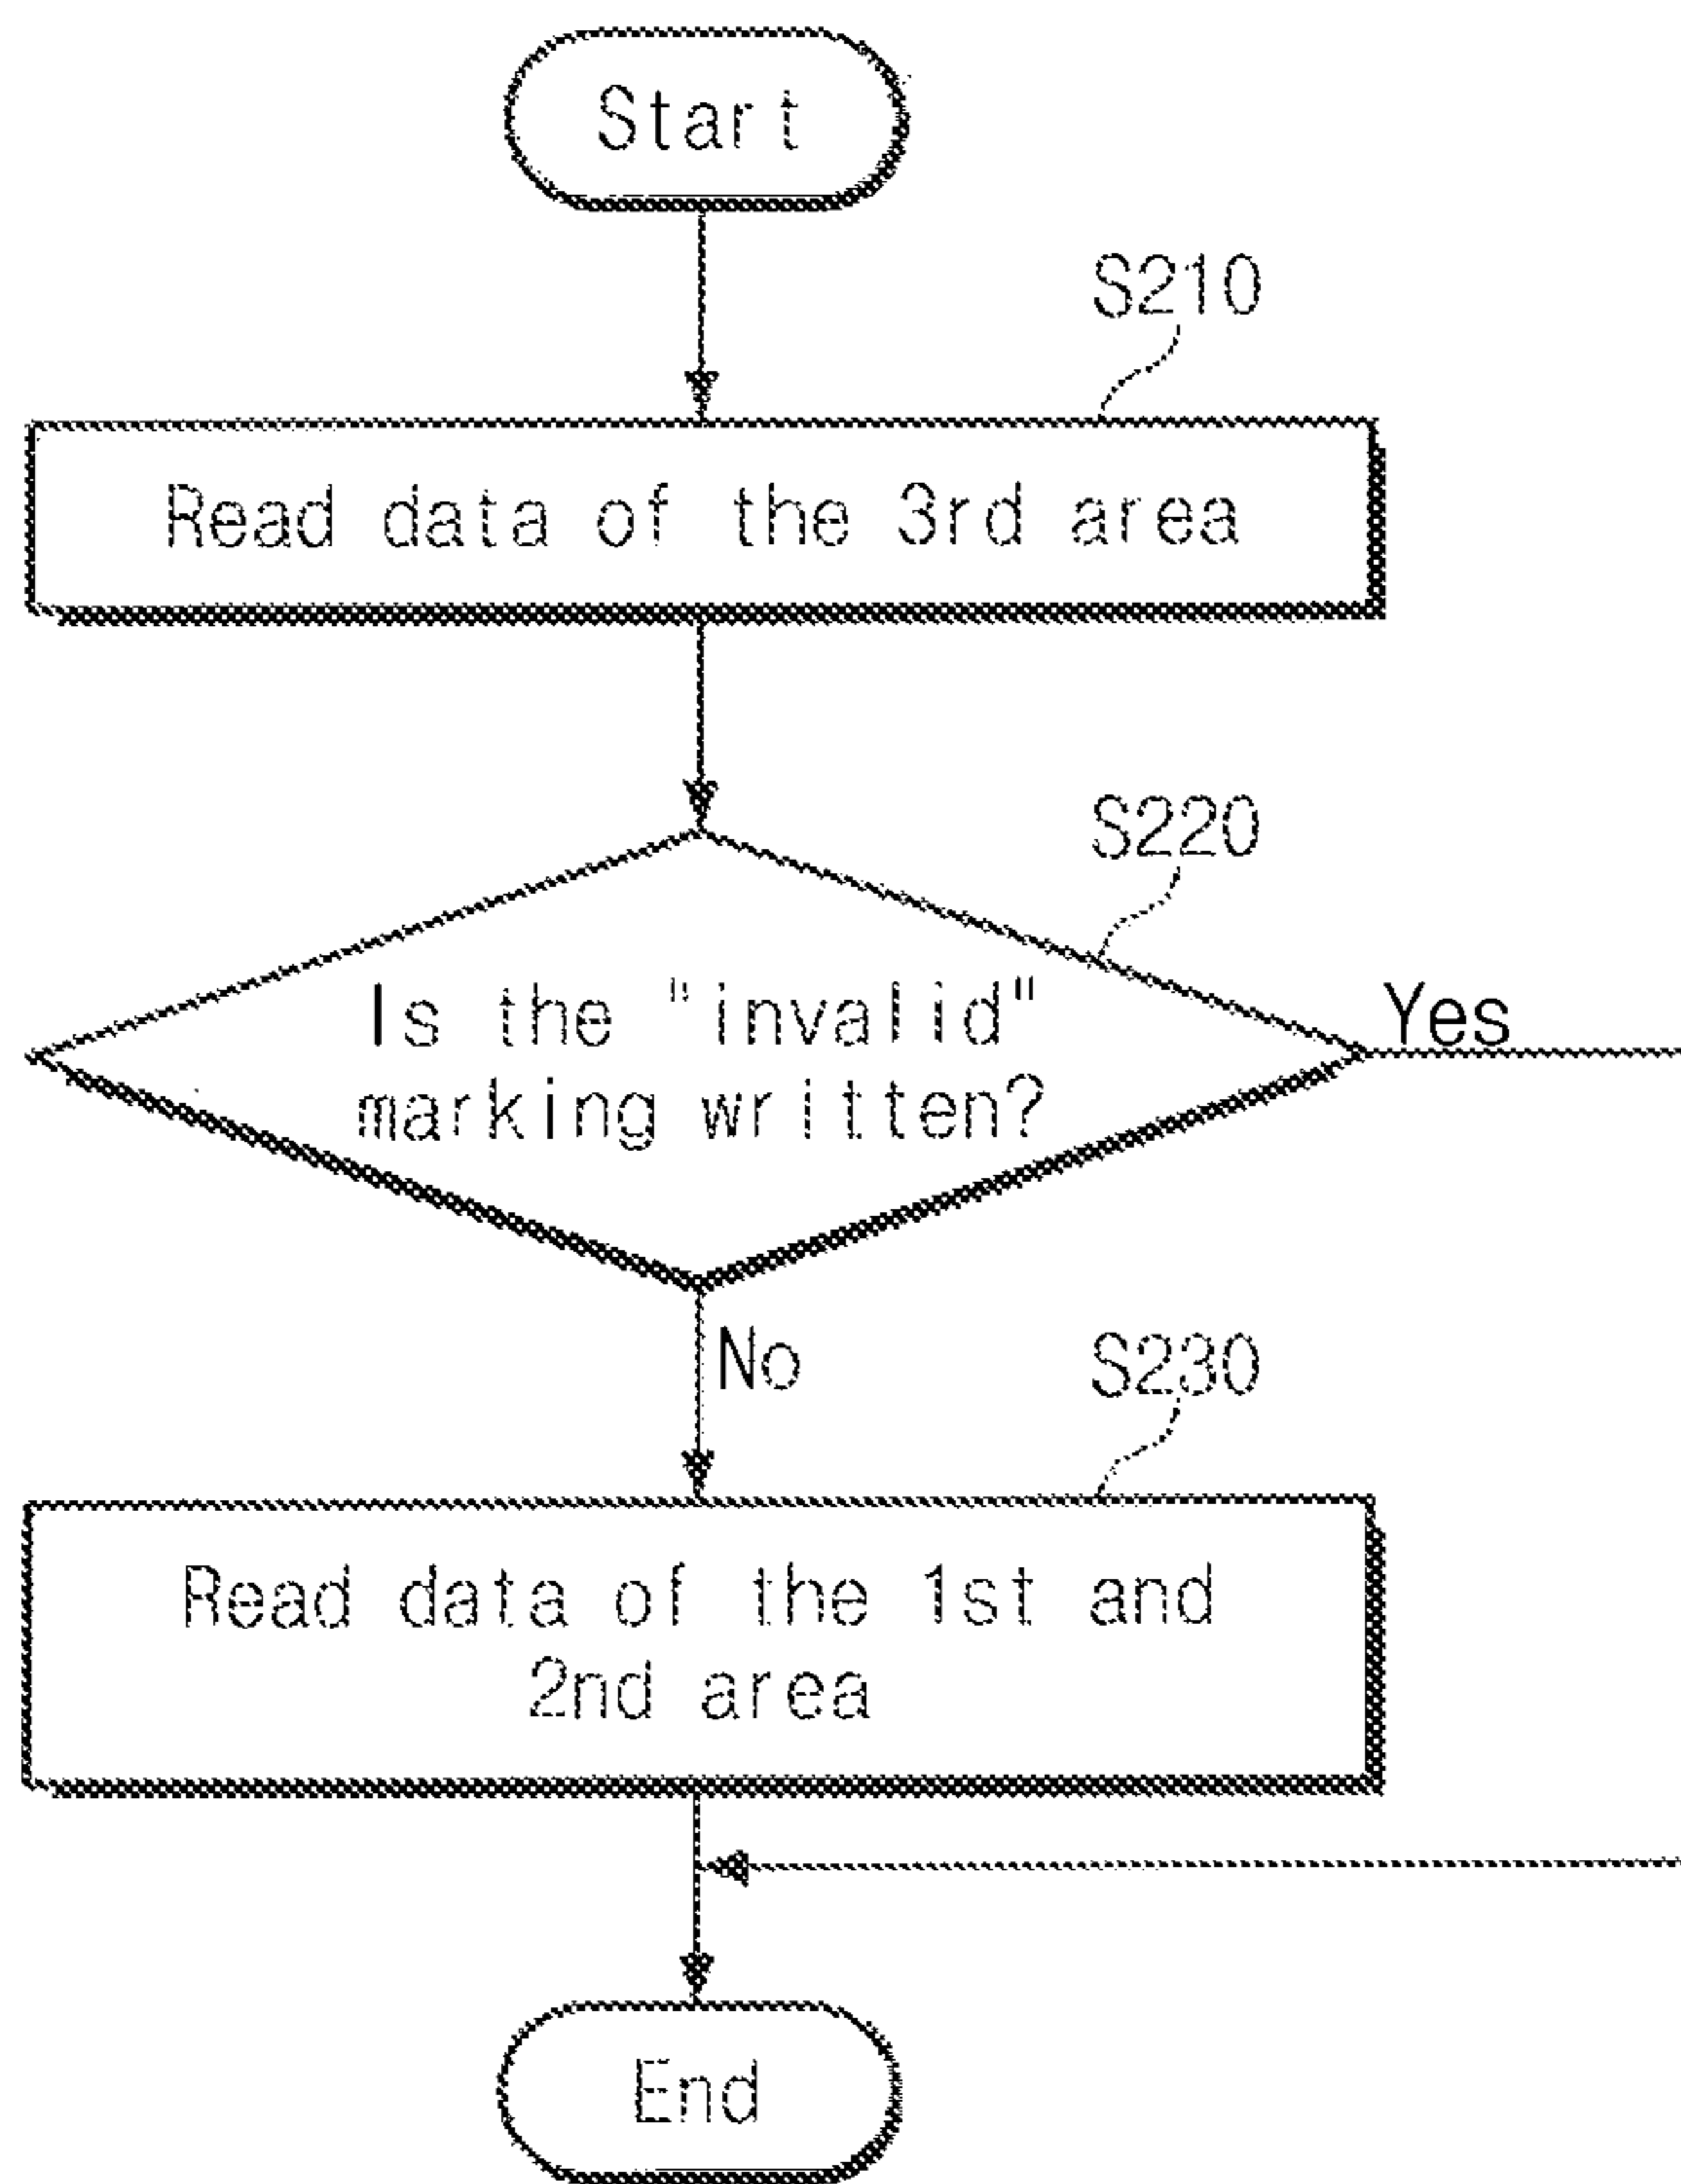 Start
S210
Read data of the 3rd area
S220
Is the "invalid"
marking written?
Yes
No
S230
Read data of the 1st and
2nd area
End